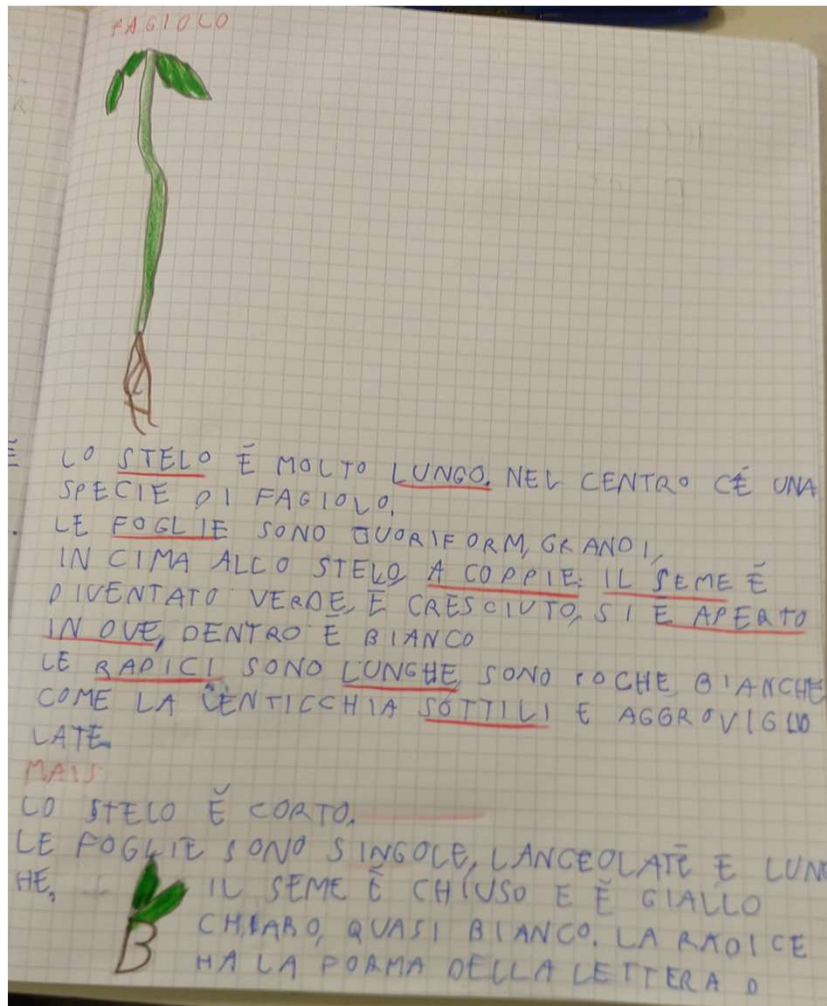 FAGIOLO
LO STELO È MOLTO LUNGO. NEL CENTRO CÈ UNA
SPECIE DI FAGIOLO.
LE FOGLIE SONO QUORIFORM, GRANDI,
IN CIMA ALLO STELO, A COPPIE. IL SEME È
DIVENTATO VERDE, È CRESCIUTO, SI È APERTO
IN DUE, DENTRO È BIANCO
LE RADICI SONO LUNGHE, SONO POCHE, BIANCHE
COME LA LENTICCHIA SOTTILI E AGGROVIGLIO
LATE.
MAIS
LO STELO È CORTO.
LE FOGLIE SONO SINGOLE, LANCEOLATE E LUN
HE,
IL SEME È CHIUSO E È GIALLO
CHIARO, QUASI BIANCO. LA RADICE
HA LA FORMA DELLA LETTERA D